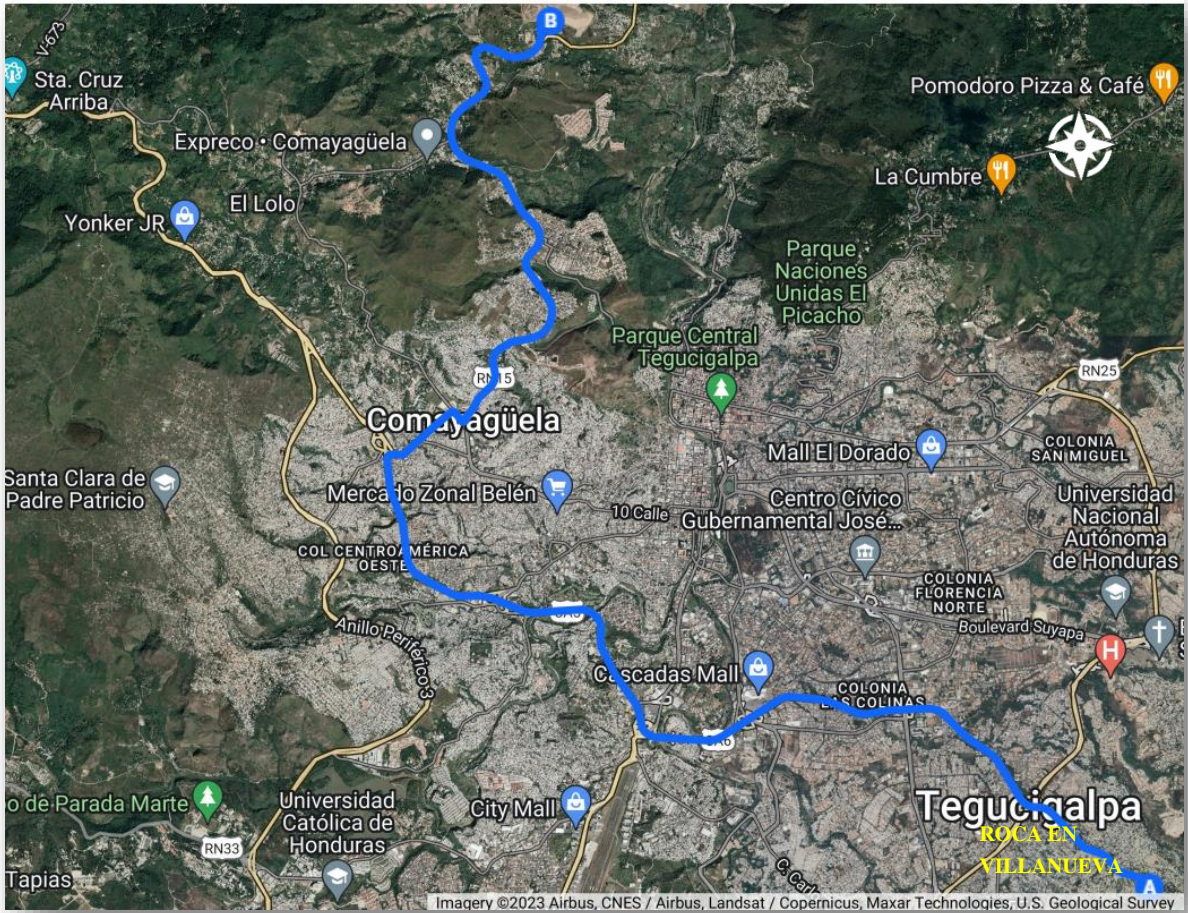 B
V-673
Sta. Cruz
Arriba
Pomodoro Pizza & Café
Expreco • Comayagüela
La Cumbre
El Lolo
Yonker JR
Parque
Naciones
Unidas El
Picacho
Parque Central
Tegucigalpa
RN25
RN15
Comayagüela
COLONIA
SAN MIGUEL
Mall El Dorado
Santa Clara de
Padre Patricio
Mercado Zonal Belén
10 Calle
Centro Cívico
Gubernamental José...
Universidad
Nacional
Autónoma
de Honduras
COL CENTROAMÉRICA
OESTE
COLONIA
FLORENCIA
NORTE
Boulevard Suyapa
Anillo Periférico 3
H
Cascadas Mall
COLONIA
LAS COLINAS
CA6
o de Parada Marte
Universidad
Católica de
Honduras
City Mall
Tegucigalpa
ROCA EN
VILLANUEVA
RN33
Tapias
A
Imagery ©2023 Airbus, CNES / Airbus, Landsat / Copernicus, Maxar Technologies, U.S. Geological Survey